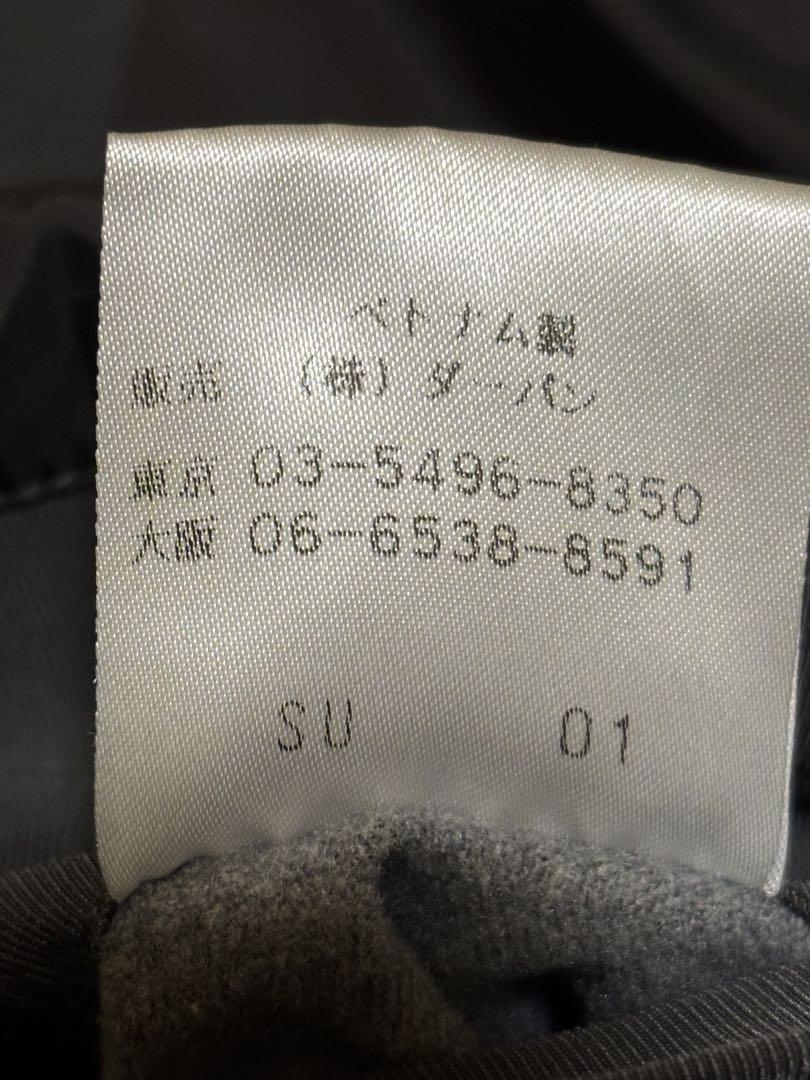 ベトナム製
販売 (株)ダーバン
東京 03-5496-8350
大阪 06-6538-8591
SU 01